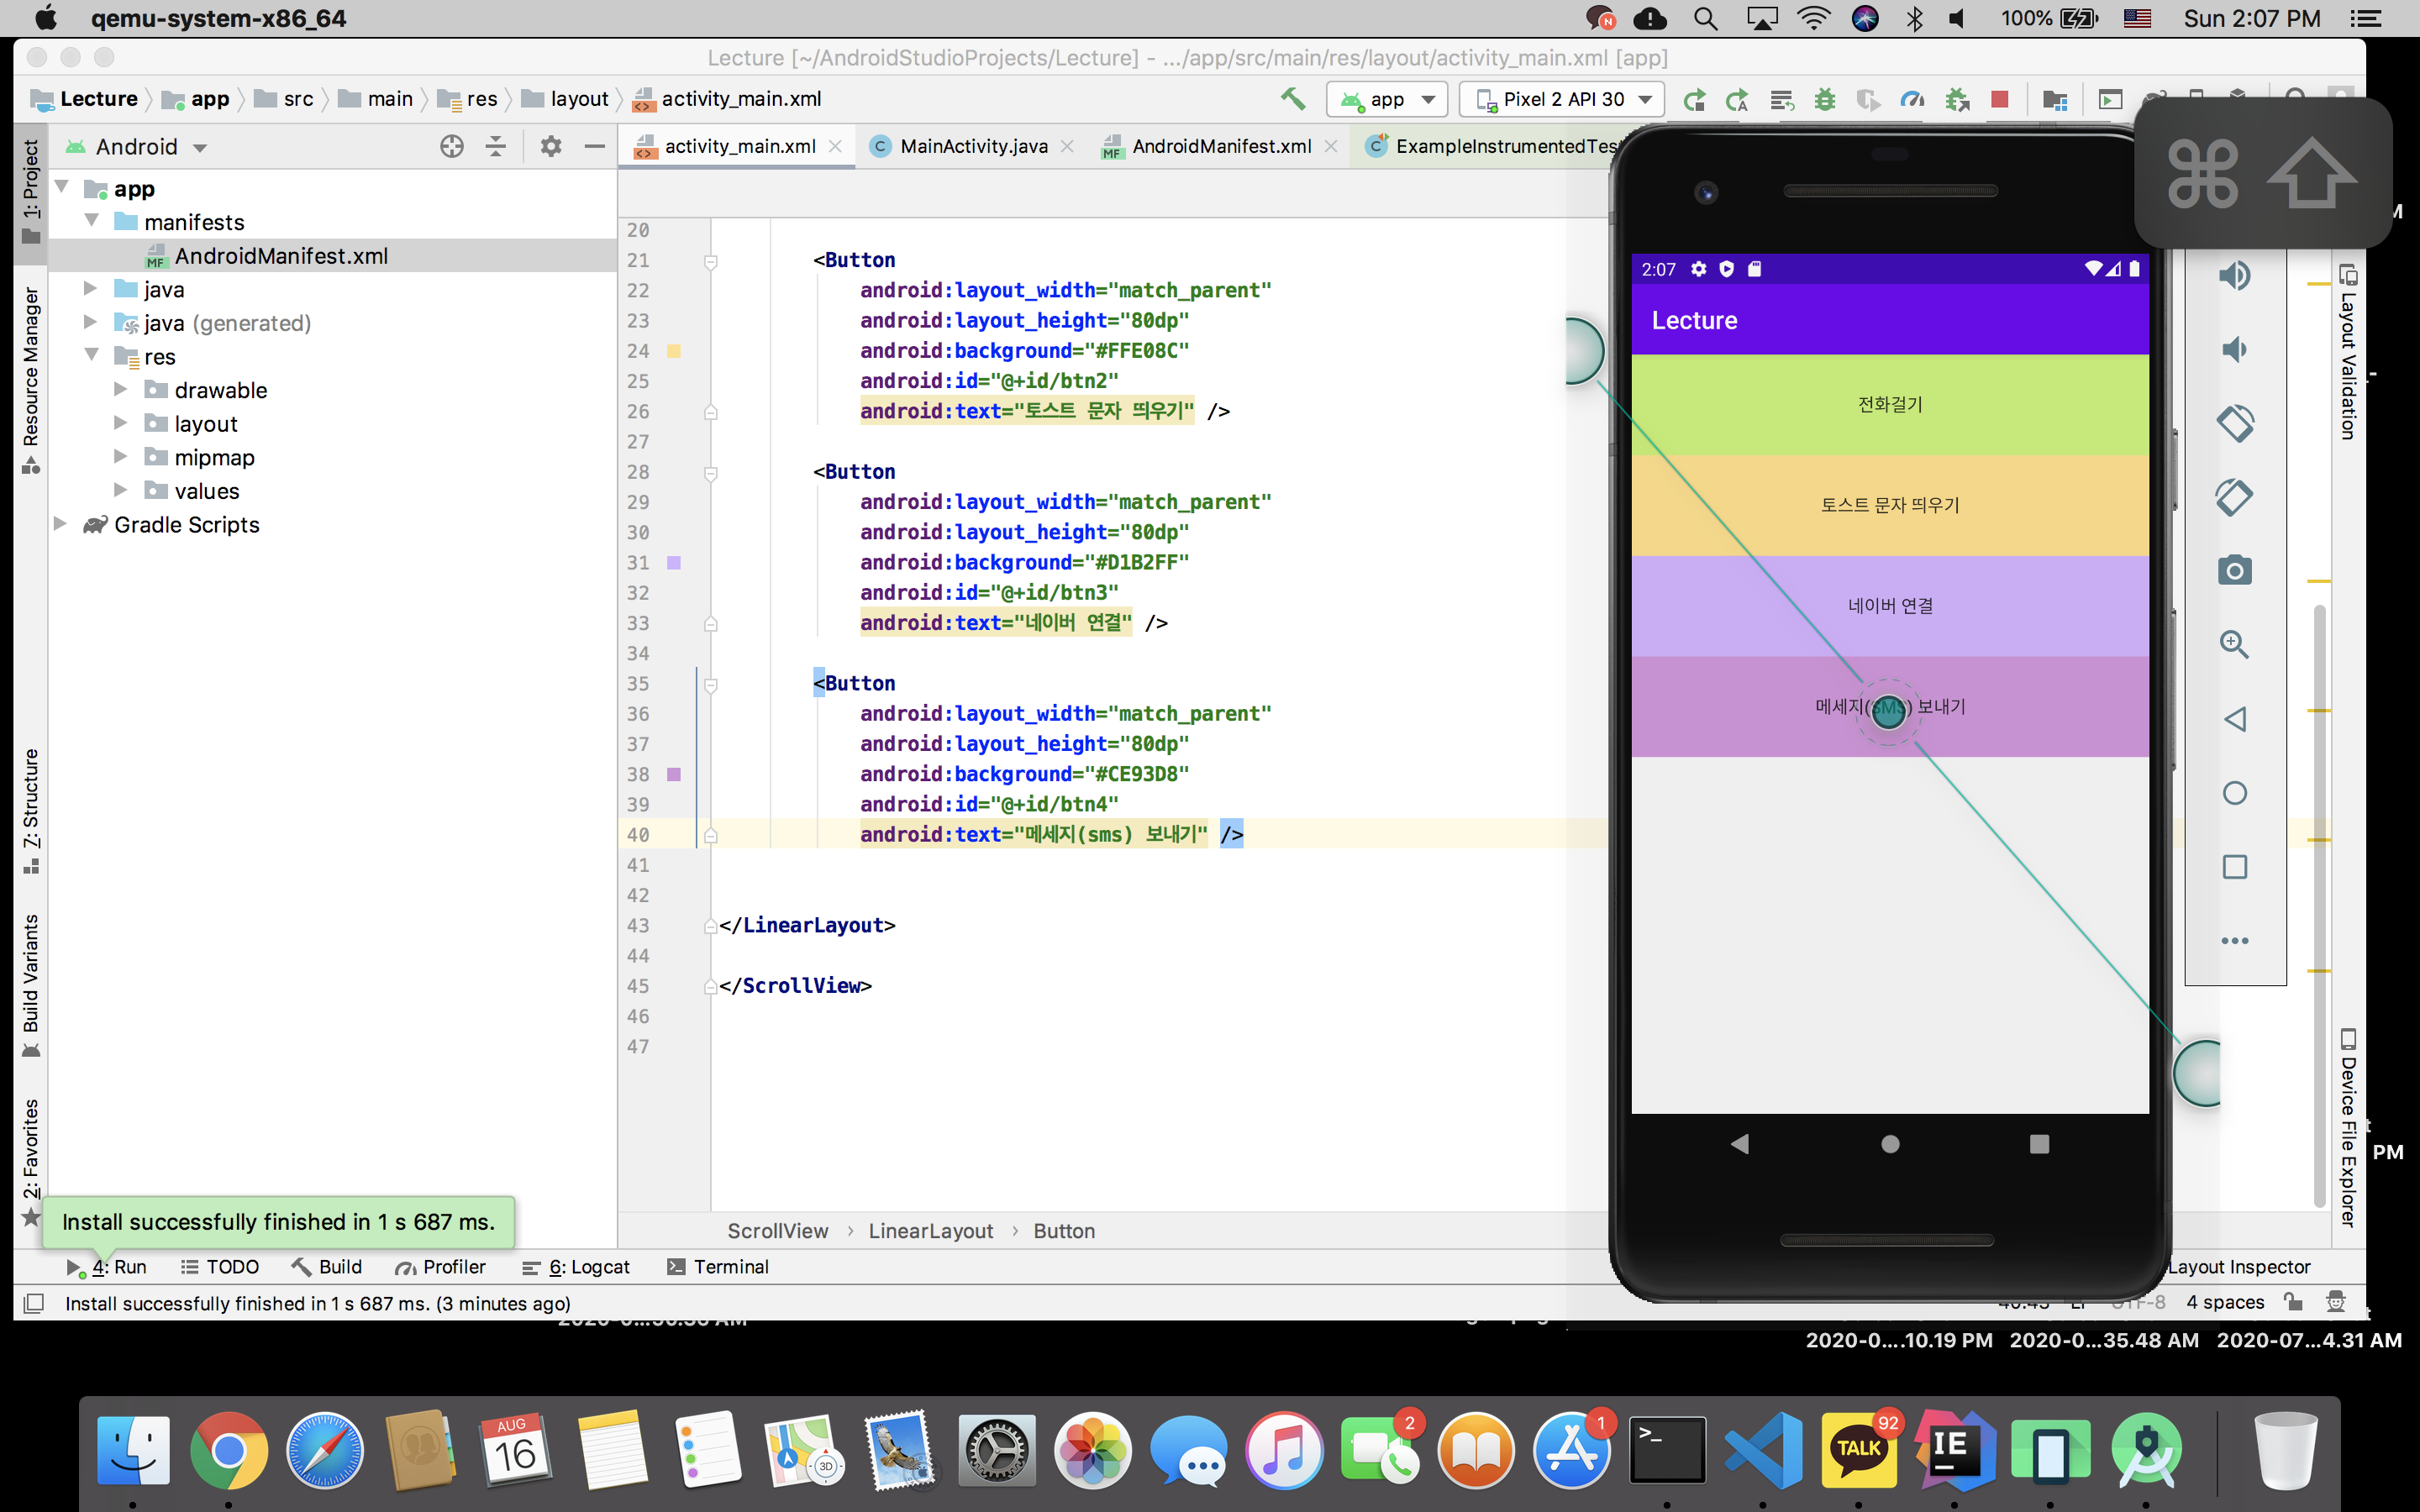 qemu-system-x86_64
100%
Sun 2:07 PM
Lecture [~/AndroidStudioProjects/Lecture] - .../app/src/main/res/layout/activity_main.xml [app]
Lecture
app
src
main
res
layout
activity_main.xml
app
Pixel 2 API 30
1: Project
Resource Manager
7: Structure
Build Variants
2: Favorites
Android
app
manifests
AndroidManifest.xml
java
java (generated)
res
drawable
layout
mipmap
values
Gradle Scripts
activity_main.xml
MainActivity.java
AndroidManifest.xml
ExampleInstrumentedTes
20
21 <Button
22 android:layout_width="match_parent"
23 android:layout_height="80dp"
24 android:background="#FFE08C"
25 android:id="@+id/btn2"
26 android:text="토스트 문자 띄우기" />
27
28 <Button
29 android:layout_width="match_parent"
30 android:layout_height="80dp"
31 android:background="#D1B2FF"
32 android:id="@+id/btn3"
33 android:text="네이버 연결" />
34
35 <Button
36 android:layout_width="match_parent"
37 android:layout_height="80dp"
38 android:background="#CE93D8"
39 android:id="@+id/btn4"
40 android:text="메세지(sms) 보내기" />
41
42
43 </LinearLayout>
44
45 </ScrollView>
46
47
ScrollView › LinearLayout › Button
2:07
Lecture
전화걸기
토스트 문자 띄우기
네이버 연결
메세지(SMS) 보내기
Layout Validation
Device File Explorer
PM
Install successfully finished in 1 s 687 ms.
4: Run
TODO
Build
Profiler
6: Logcat
Terminal
Layout Inspector
Install successfully finished in 1 s 687 ms. (3 minutes ago)
4 spaces
2020-0....10.19 PM
2020-0...35.48 AM
2020-07...4.31 AM
AUG
16
3D
2
1
TALK
92
IE